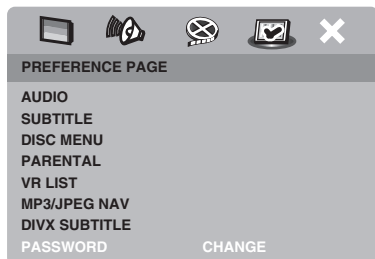 PREFERENCE PAGE
AUDIO
SUBTITLE
DISC MENU
PARENTAL
VR LIST
MP3/JPEG NAV
DIVX SUBTITLE
PASSWORD CHANGE